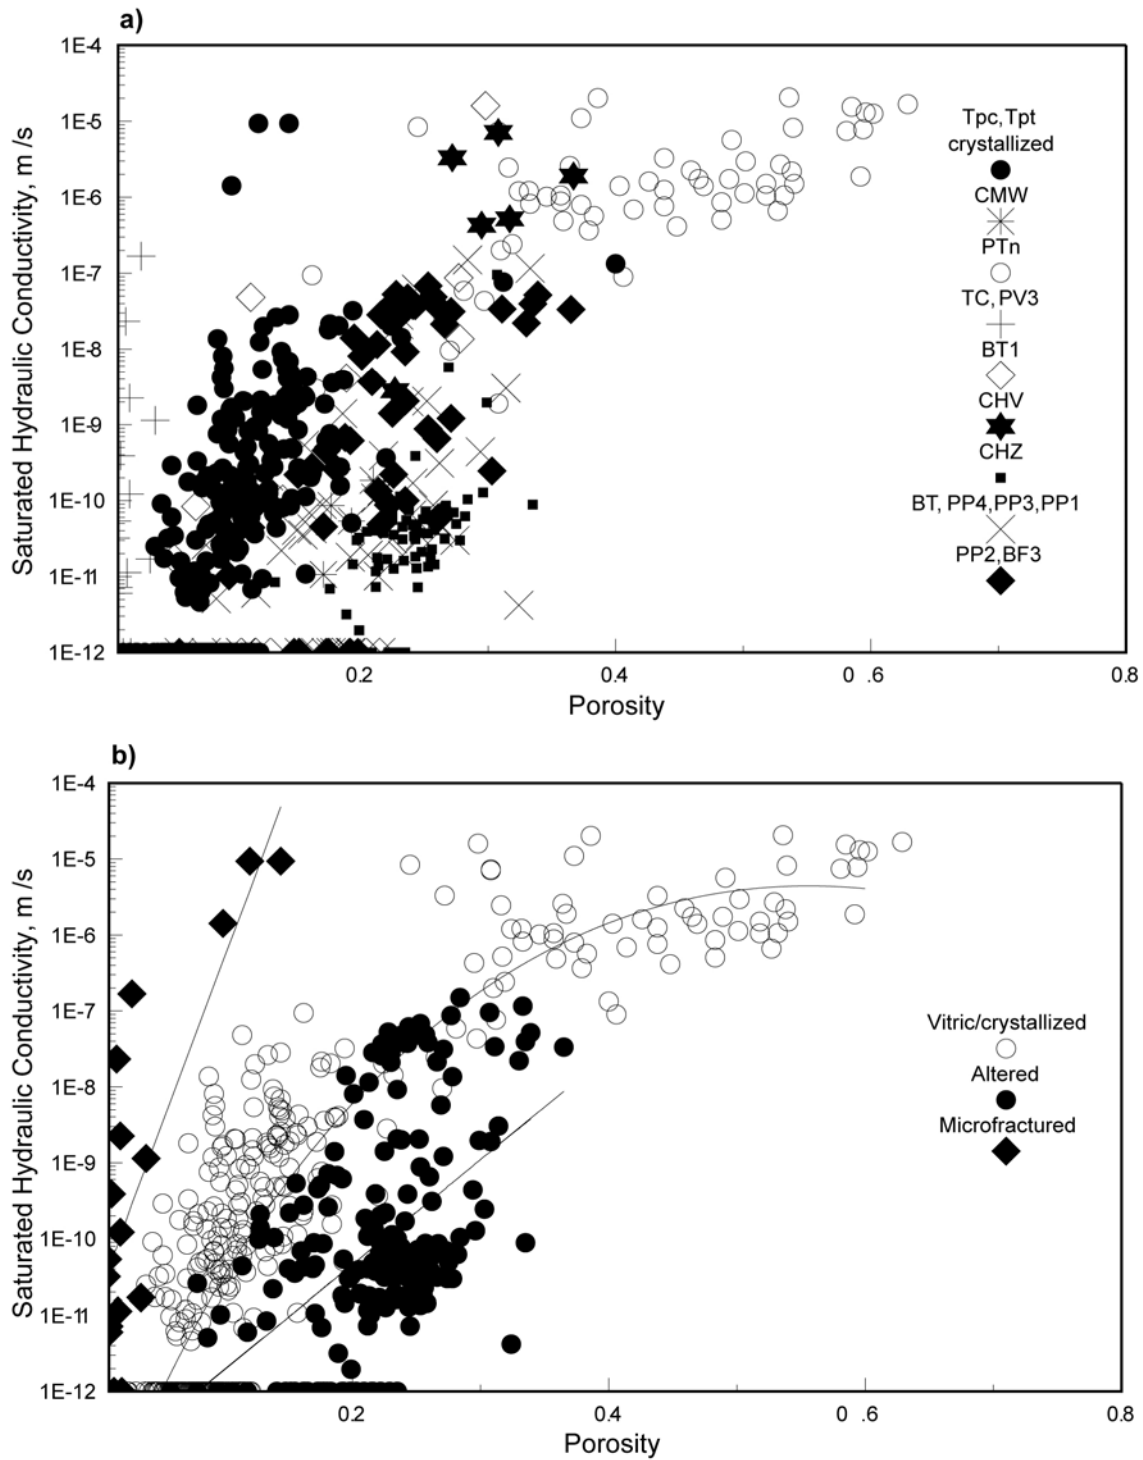 a)
1E-4
1E-5
1E-6
1E-7
1E-8
1E-9
1E-10
1E-11
1E-12
Saturated Hydraulic Conductivity, m /s
0.2
0.4
0 .6
0.8
Porosity
Tpc,Tpt
crystallized
CMW
PTn
TC,PV3
BT1
CHV
CHZ
BT, PP4,PP3,PP1
PP2,BF3
b)
1E-4
1E-5
1E-6
1E-7
1E-8
1E-9
1E-10
1E-11
1E-12
Saturated Hydraulic Conductivity, m /s
0.2
0.4
0 .6
0.8
Porosity
Vitric/crystallized
Altered
Microfractured